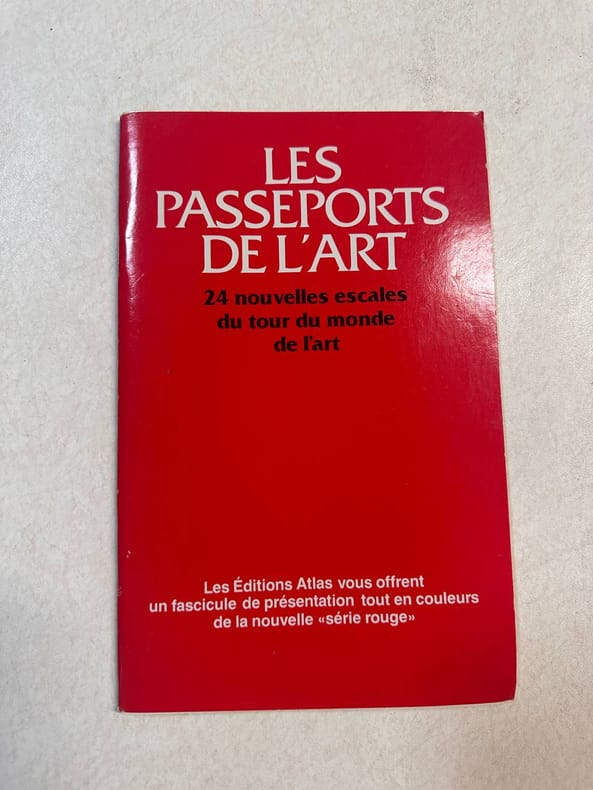 LES
PASSEPORTS
DE L'ART
24 nouvelles escales
du tour du monde
de l'art
Les Éditions Atlas vous offrent
un fascicule de présentation tout en couleurs
de la nouvelle «série rouge»